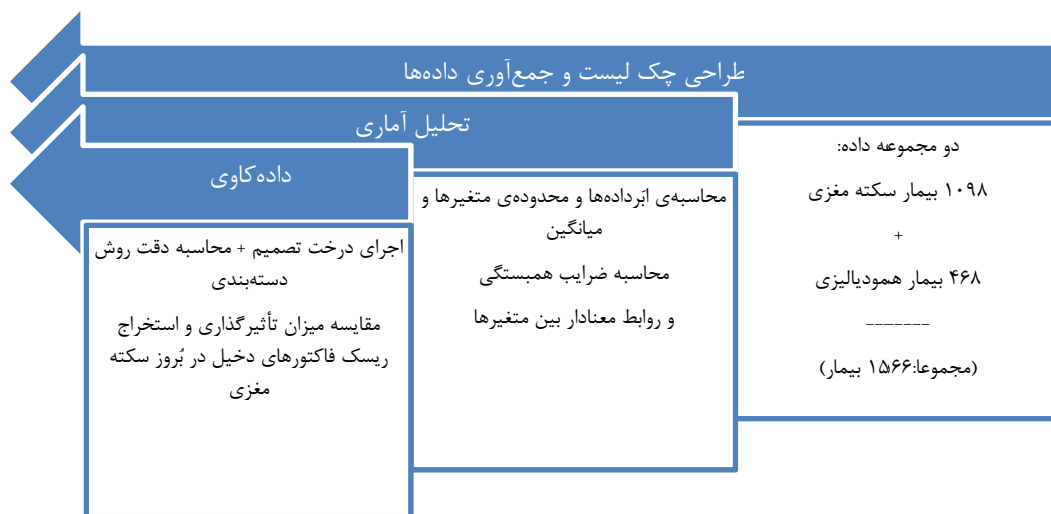 طراحی چک لیست و جمع‌آوری داده‌ها
دو مجموعه داده:
۱۰۹۸ بیمار سکته مغزی
+
۴۶۸ بیمار همودیالیزی
-------
(مجموعا:۱۵۶۶ بیمار)
تحلیل آماری
محاسبه‌ی ابَرداده‌ها و محدوده‌ی متغیرها و
میانگین
محاسبه ضرایب همبستگی
و روابط معنادار بین متغیرها
داده‌کاوی
اجرای درخت تصمیم + محاسبه دقت روش
دسته‌بندی
مقایسه میزان تأثیرگذاری و استخراج
ریسک فاکتورهای دخیل در بُروز سکته
مغزی